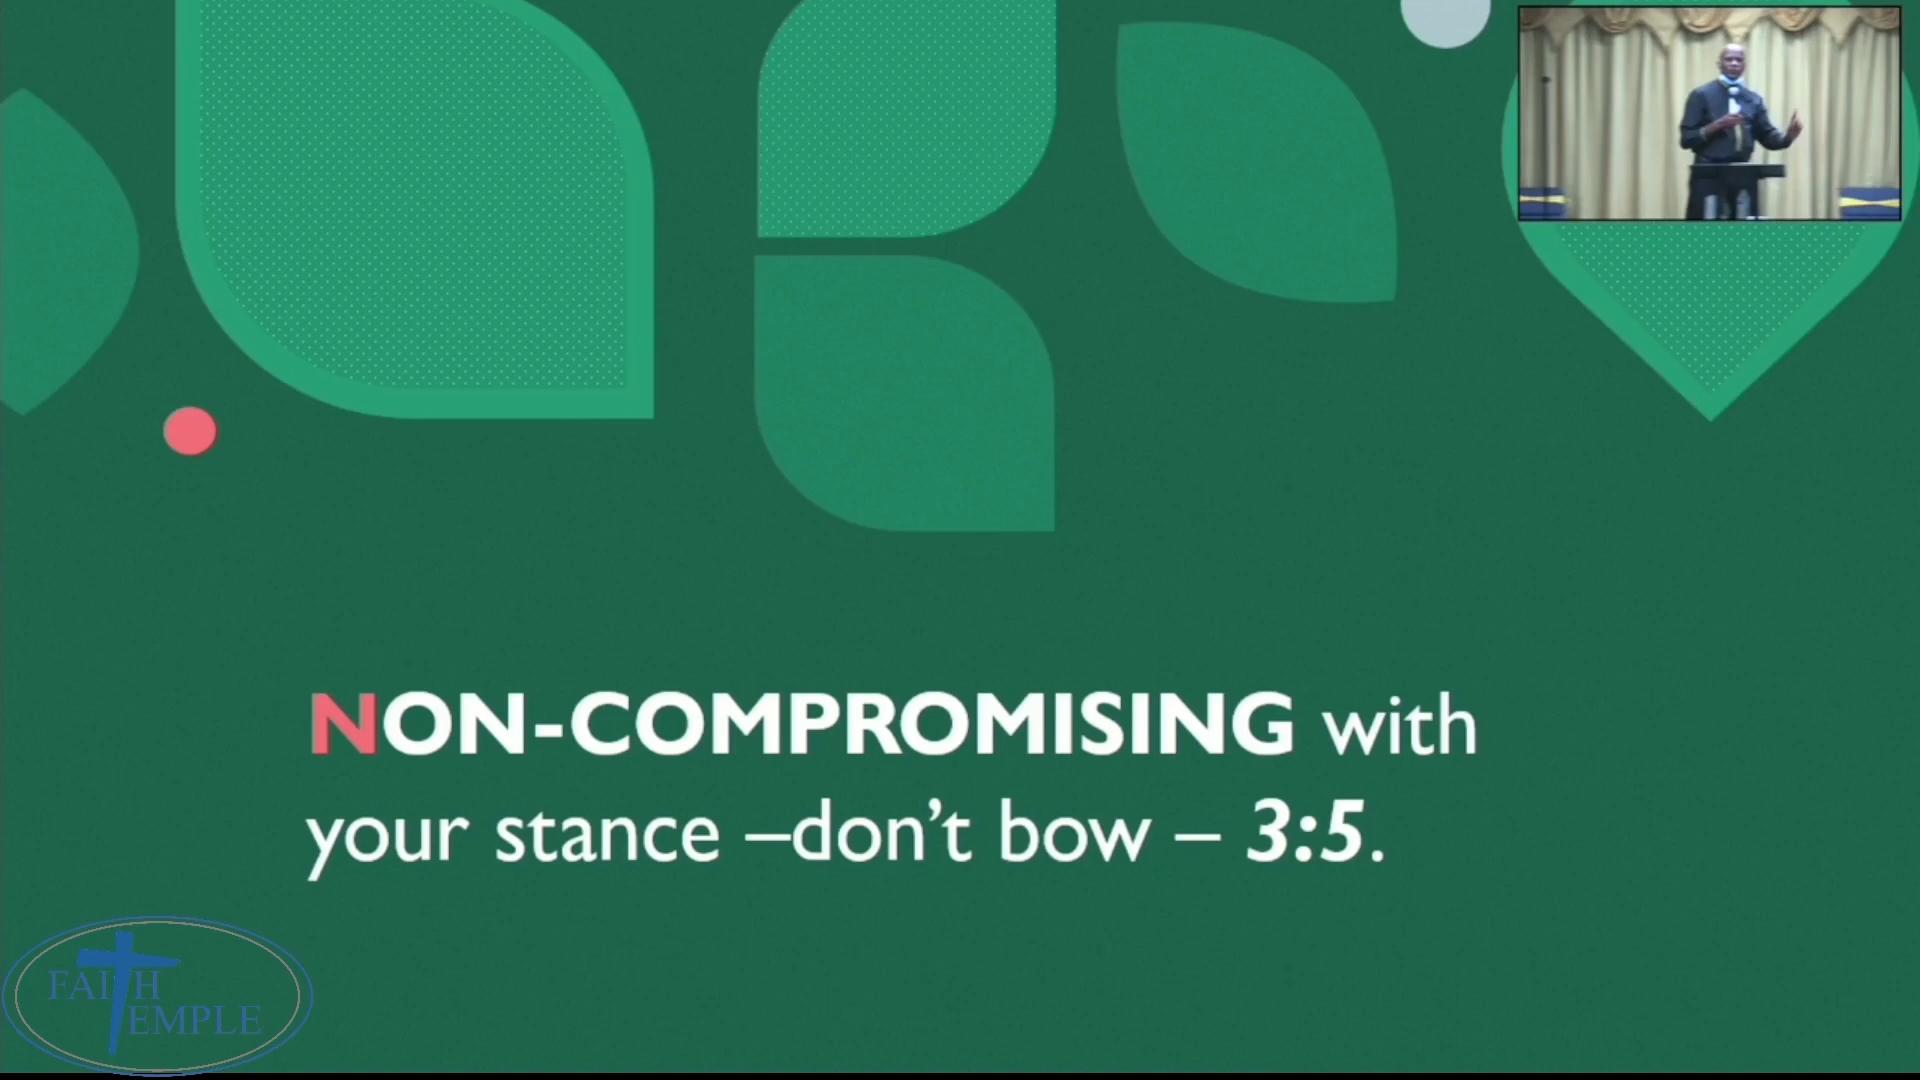 NON-COMPROMISING with
your stance –don’t bow – 3:5.
FAITH
TEMPLE